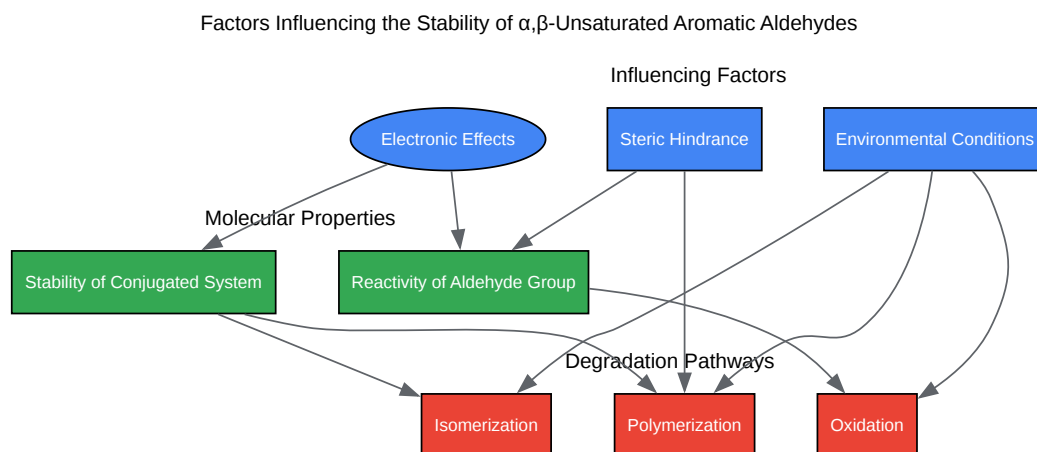 Factors Influencing the Stability of α,β-Unsaturated Aromatic Aldehydes
Influencing Factors
Electronic Effects
Steric Hindrance
Environmental Conditions
Molecular Properties
Stability of Conjugated System
Reactivity of Aldehyde Group
Degradation Pathways
Isomerization
Polymerization
Oxidation